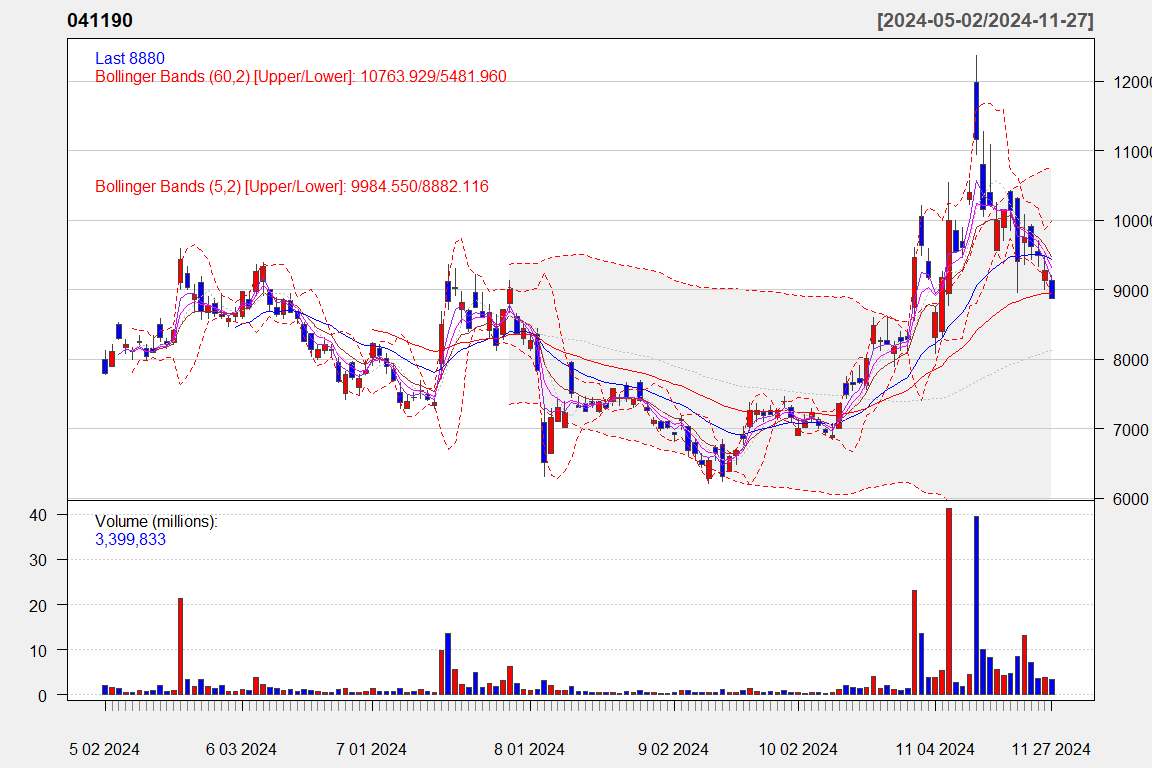 041190 [2024-05-02/2024-11-27]
Last 8880
Bollinger Bands (60,2) [Upper/Lower]: 10763.929/5481.960
Bollinger Bands (5,2) [Upper/Lower]: 9984.550/8882.116
12000
11000
10000
9000
8000
7000
6000
Volume (millions):
3,399,833
40
30
20
10
0
5 02 2024 6 03 2024 7 01 2024 8 01 2024 9 02 2024 10 02 2024 11 04 2024 11 27 2024